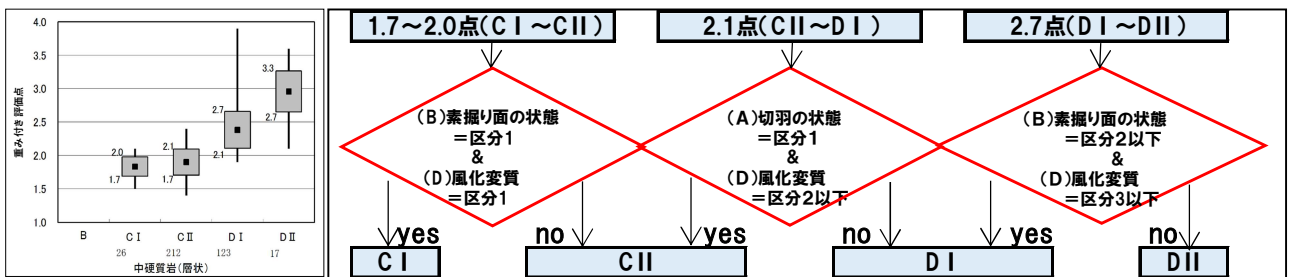 重み付き評価点
4.0
3.5
3.0
2.5
2.0
1.5
1.0
2.0
1.7
2.1
1.7
2.7
2.1
3.3
2.7
B CⅠ CⅡ DⅠ DⅡ
26 212 123 17
中硬質岩(層状)
1.7~2.0点(CⅠ~CⅡ)
2.1点(CⅡ~DⅠ)
2.7点(DⅠ~DⅡ)
(B)素掘り面の状態
=区分1
&
(D)風化変質
=区分1
(A)切羽の状態
=区分1
&
(D)風化変質
=区分2以下
(B)素掘り面の状態
=区分2以下
&
(D)風化変質
=区分3以下
yes no yes no yes no
CⅠ CⅡ DⅠ DⅡ